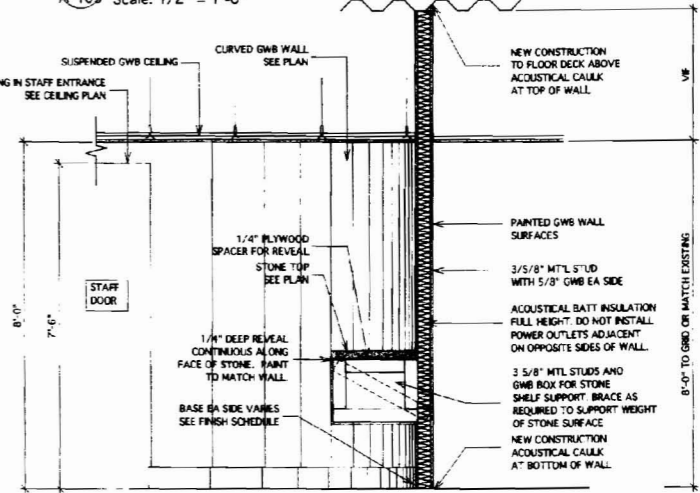 Scale: 1/2" = 1'-0"
SUSPENDED GWB CEILING
CURVED GWB WALL
SEE PLAN
IN STAFF ENTRANCE
SEE CEILING PLAN
NEW CONSTRUCTION
TO FLOOR DECK ABOVE
ACOUSTICAL CAULK
AT TOP OF WALL
VIF
PAINTED GWB WALL
SURFACES
1/4" PLYWOOD
SPACER FOR REVEAL
STONE TOP
SEE PLAN
3/5/8" MTL STUD
WITH 5/8" GWB EA SIDE
STAFF
DOOR
8'-0"
7'-6"
ACOUSTICAL BATT INSULATION
FULL HEIGHT. DO NOT INSTALL
POWER OUTLETS ADJACENT
ON OPPOSITE SIDES OF WALL.
8'-0" TO GRID OR MATCH EXISTING
1/4" DEEP REVEAL
CONTINUOUS ALONG
FACE OF STONE. PAINT
TO MATCH WALL
3 5/8" MTL STUDS AND
GWB BOX FOR STONE
SHELF SUPPORT. BRACE AS
REQUIRED TO SUPPORT WEIGHT
OF STONE SURFACE
BASE EA SIDE VARIES
SEE FINISH SCHEDULE
NEW CONSTRUCTION
ACOUSTICAL CAULK
AT BOTTOM OF WALL